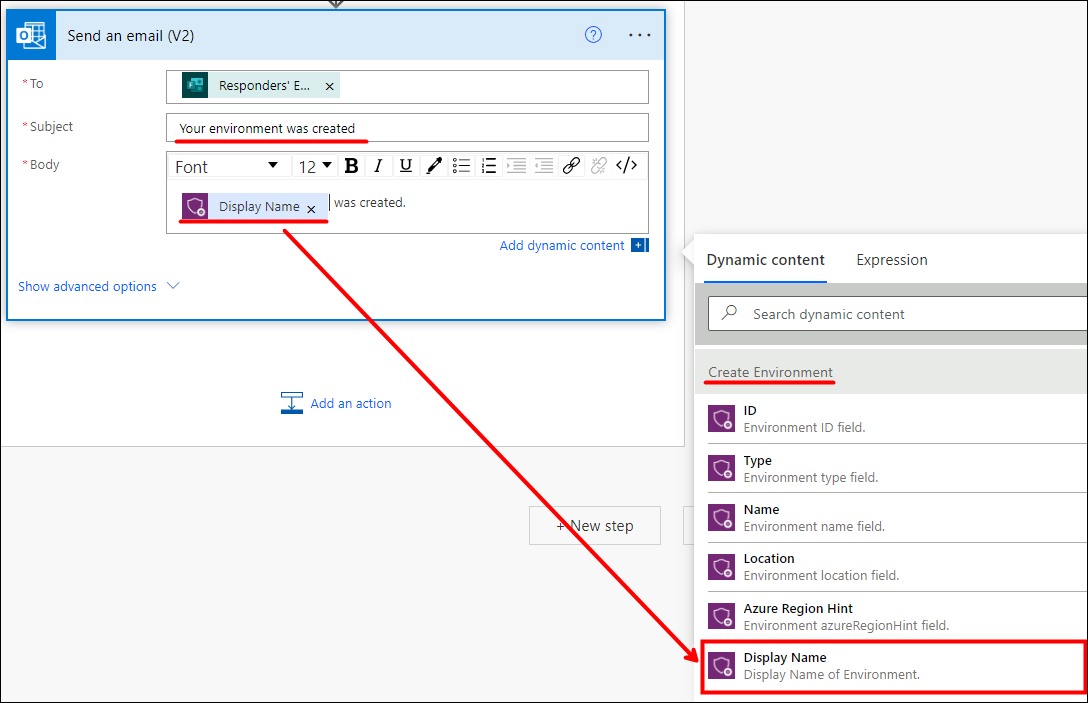 Send an email (V2)
?
...
*To
Responders' E... ×
*Subject
Your environment was created
*Body
Font 12 B I U </>
Display Name × was created.
Add dynamic content +
Show advanced options
Add an action
+ New step
Dynamic content Expression
Search dynamic content
Create Environment
ID
Environment ID field.
Type
Environment type field.
Name
Environment name field.
Location
Environment location field.
Azure Region Hint
Environment azureRegionHint field.
Display Name
Display Name of Environment.